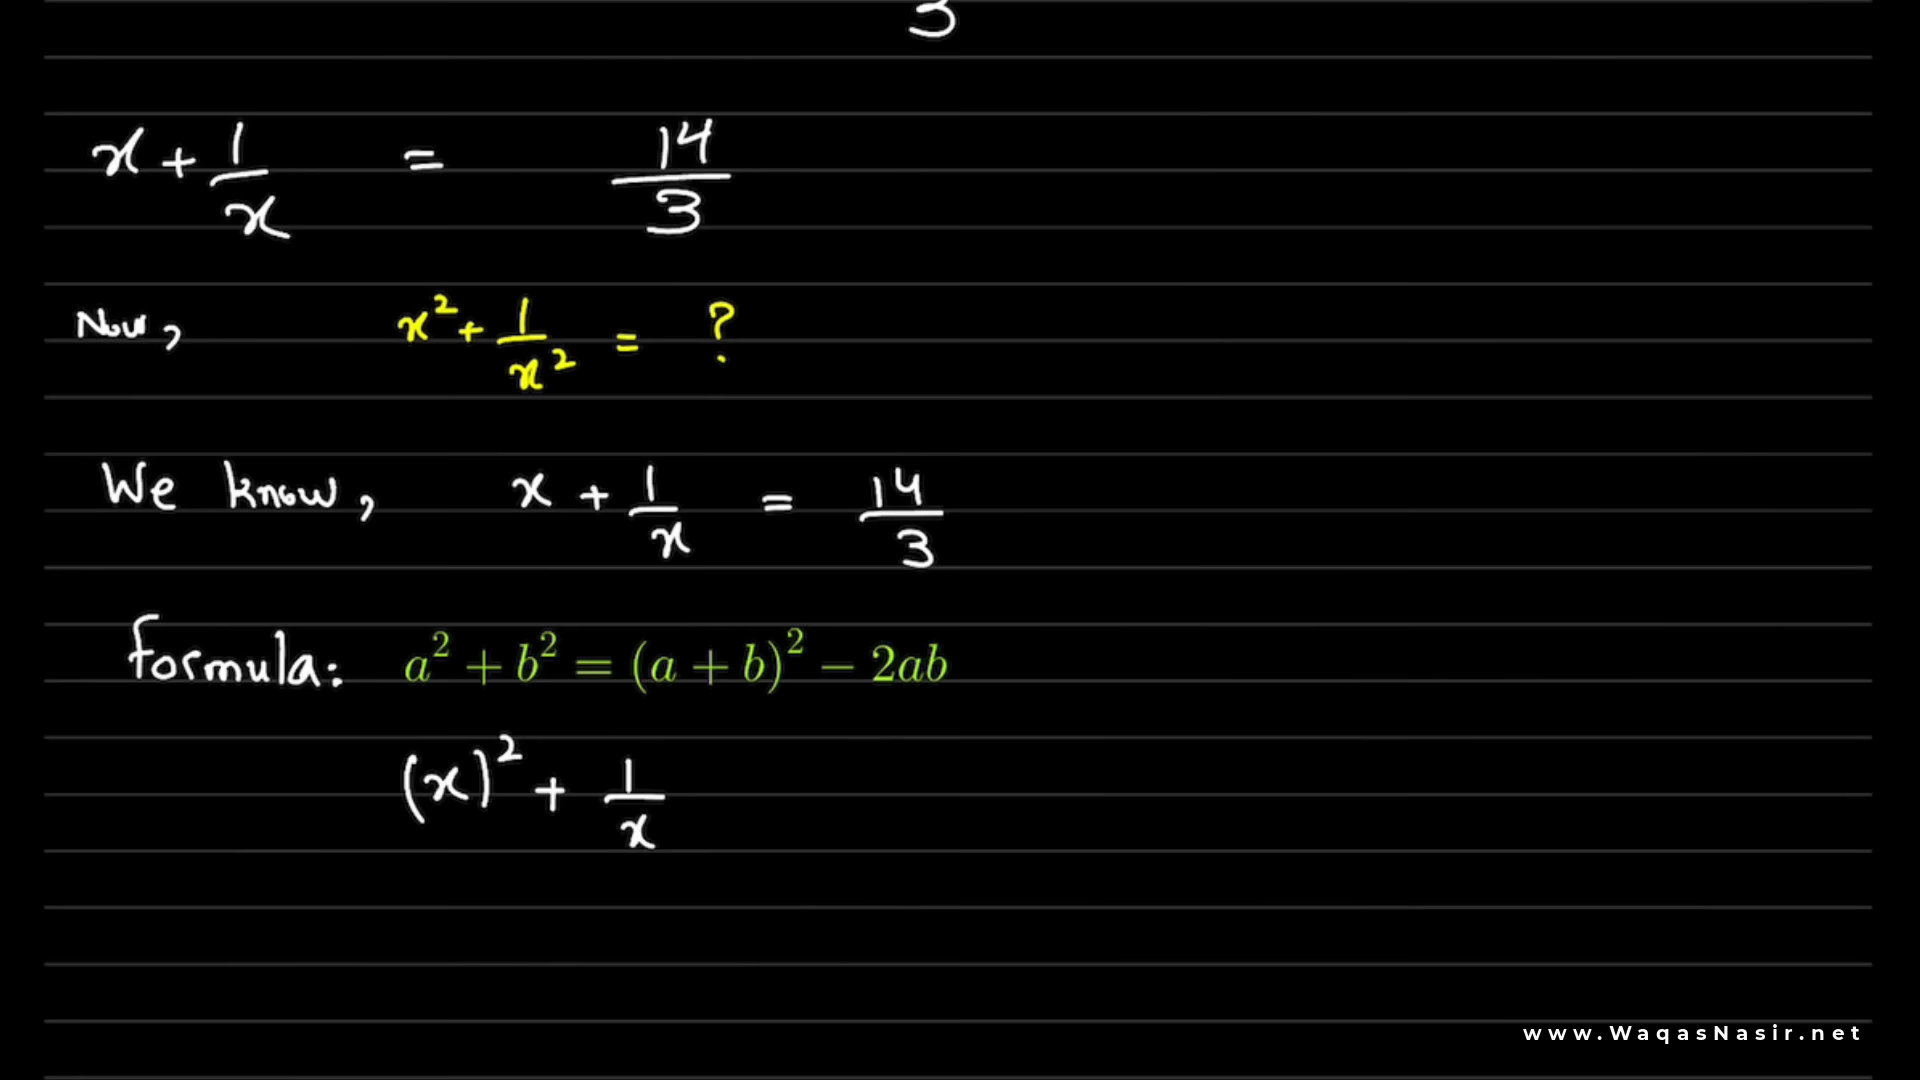 3
x + 1/x = 14/3
Now, x² + 1/x² = ?
We know, x + 1/x = 14/3
Formula: a² + b² = (a + b)² − 2ab
(x)² + 1/x
www.WaqasNasir.net